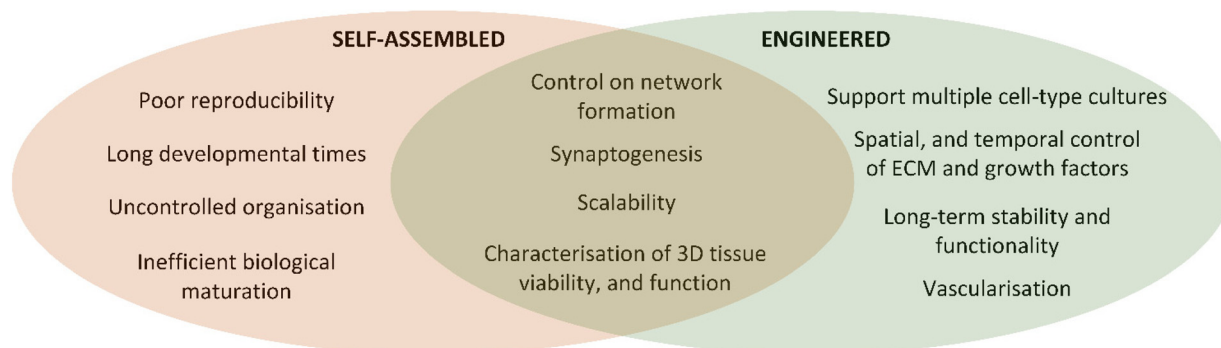 SELF-ASSEMBLED
Poor reproducibility
Long developmental times
Uncontrolled organisation
Inefficient biological
maturation
Control on network
formation
Synaptogenesis
Scalability
Characterisation of 3D tissue
viability, and function
ENGINEERED
Support multiple cell-type cultures
Spatial, and temporal control
of ECM and growth factors
Long-term stability and
functionality
Vascularisation